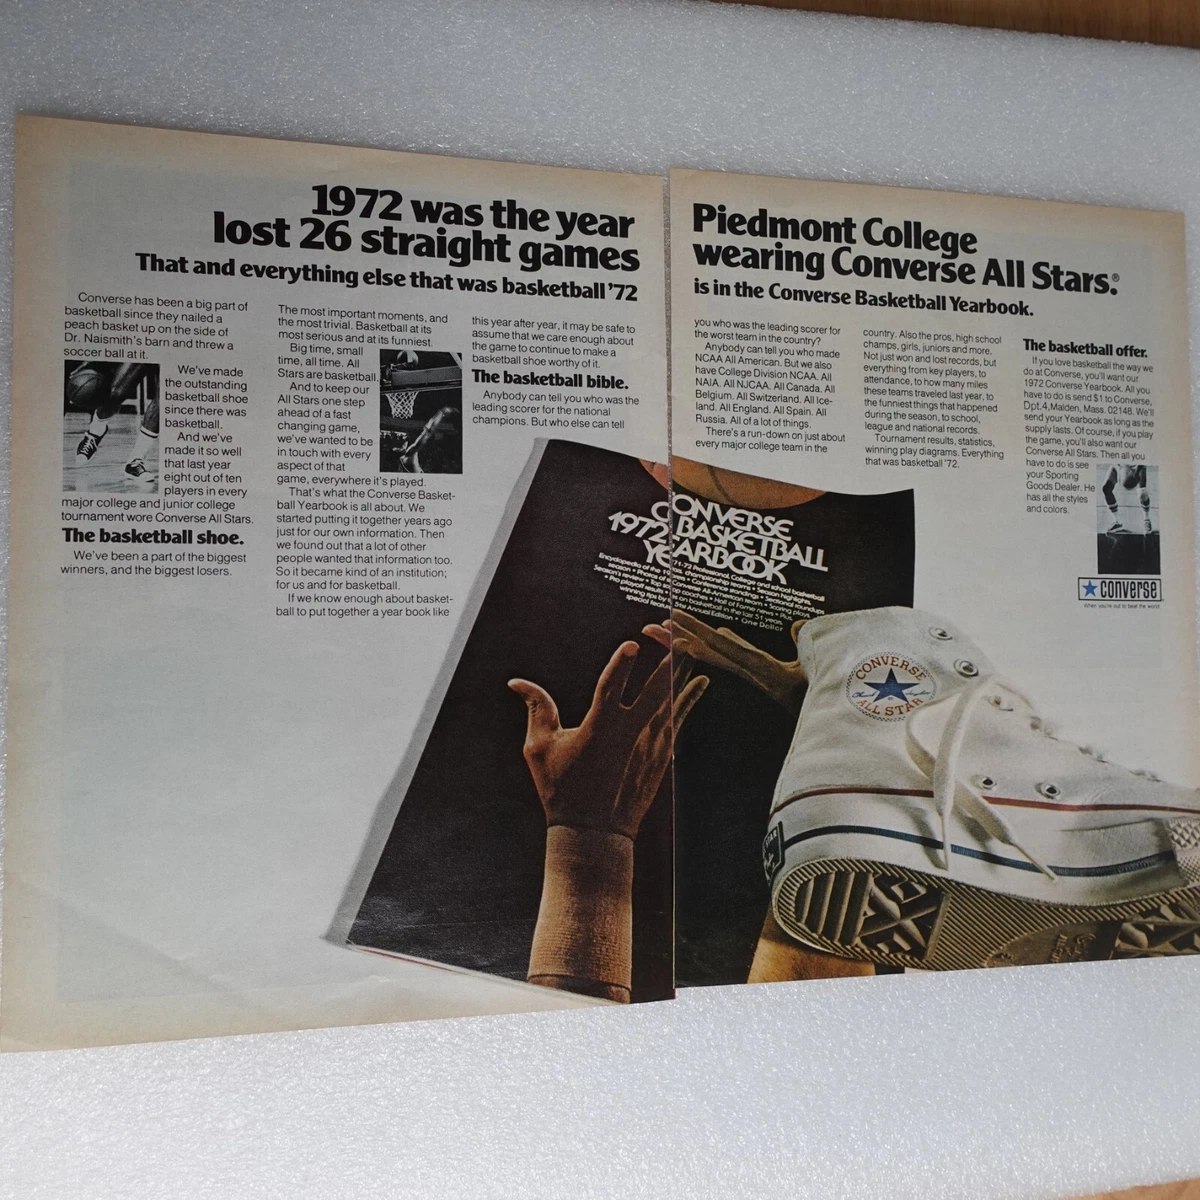 1972 was the year Piedmont College
lost 26 straight games wearing Converse All Stars.®
That and everything else that was basketball '72 is in the Converse Basketball Yearbook.
Converse has been a big part of
basketball since they nailed a
peach basket up on the side of
Dr. Naismith's barn and threw a
soccer ball at it.
We've made
the outstanding
basketball shoe
since there was
basketball.
And we've
made it so well
that last year
eight out of ten
players in every
major college and junior college
tournament wore Converse All Stars.
The basketball shoe.
We've been a part of the biggest
winners, and the biggest losers.
The most important moments, and
the most trivial. Basketball at its
most serious and at its funniest.
Big time, small
time, all time. All
Stars are basketball.
And to keep our
All Stars one step
ahead of a fast
changing game,
we've wanted to be
in touch with every
aspect of that
game, everywhere it's played.
That's what the Converse Basket-
ball Yearbook is all about. We
started putting it together years ago
just for our own information. Then
we found out that a lot of other
people wanted that information too.
So it became kind of an institution;
for us and for basketball.
If we know enough about basket-
ball to put together a year book like
this year after year, it may be safe to
assume that we care enough about
the game to continue to make a
basketball shoe worthy of it.
The basketball bible.
Anybody can tell you who was the
leading scorer for the national
champions. But who else can tell
you who was the leading scorer for
the worst team in the country?
Anybody can tell you who made
NCAA All American. But we also
have College Division NCAA. All
NAIA. All NJCAA. All Canada. All
Belgium. All Switzerland. All Ice-
land. All England. All Spain. All
Russia. All of a lot of things.
There's a run-down on just about
every major college team in the
country. Also the pros, high school
champs, girls, juniors and more.
Not just won and lost records, but
everything from key players, to
attendance, to how many miles
these teams traveled last year, to
the funniest things that happened
during the season, to school,
league and national records.
Tournament results, statistics,
winning play diagrams. Everything
that was basketball '72.
The basketball offer.
If you love basketball the way we
do at Converse, you'll want our
1972 Converse Yearbook. All you
have to do is send $1 to Converse,
Dpt.4, Malden, Mass. 02148. We'll
send your Yearbook as long as the
supply lasts. Of course, if you play
the game, you'll also want our
Converse All Stars. Then all you
have to do is see
your Sporting
Goods Dealer. He
has all the styles
and colors.
converse
When you're out to beat the world
CONVERSE
1972 BASKETBALL
YEARBOOK
51st Annual Edition • One Dollar
CONVERSE
Chuck Taylor
ALL STAR